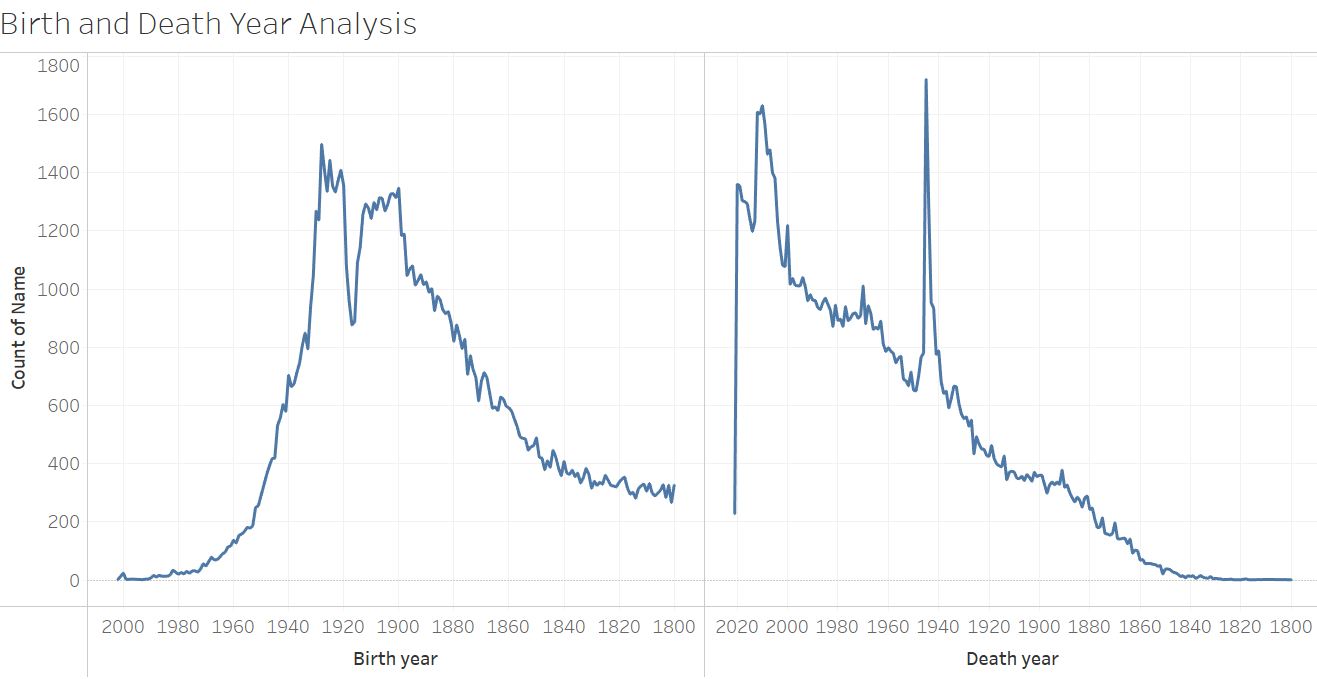 Birth and Death Year Analysis
1800
1600
1400
1200
1000
800
600
400
200
0
Count of Name
2000 1980 1960 1940 1920 1900 1880 1860 1840 1820 1800
2020 2000 1980 1960 1940 1920 1900 1880 1860 1840 1820 1800
Birth year
Death year